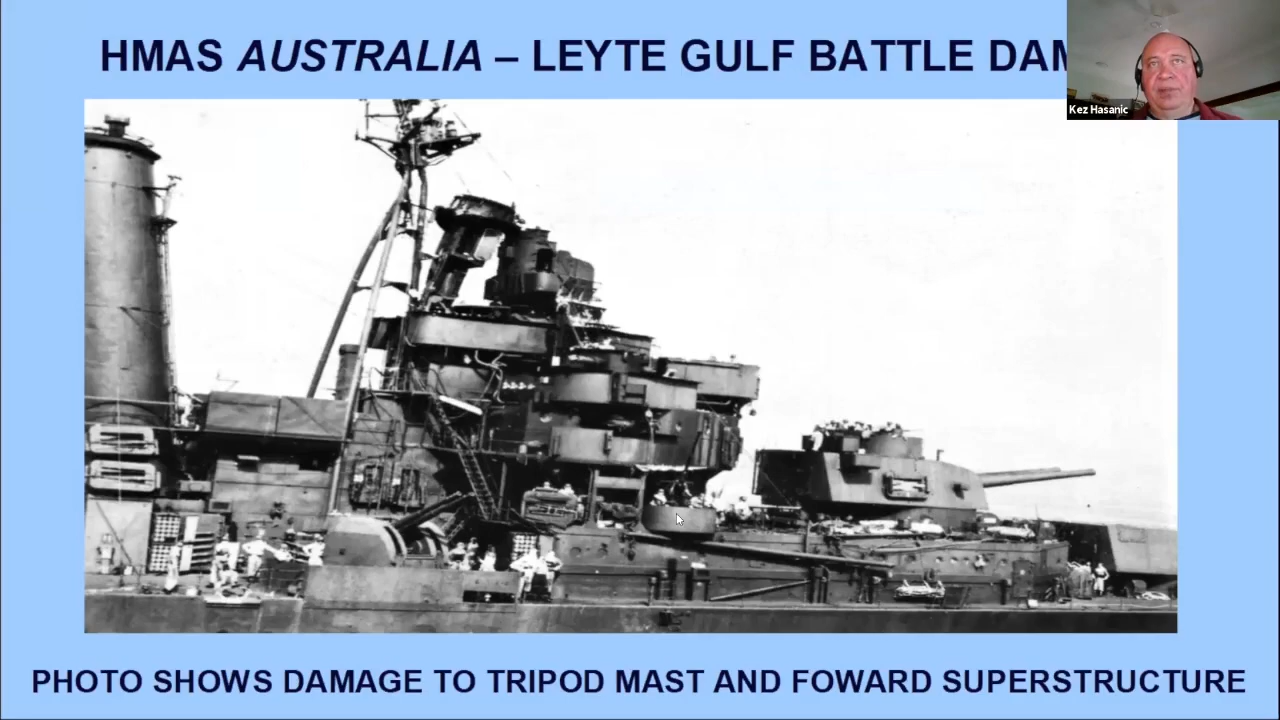 HMAS AUSTRALIA – LEYTE GULF BATTLE DAM
Kez Hasanic
PHOTO SHOWS DAMAGE TO TRIPOD MAST AND FOWARD SUPERSTRUCTURE